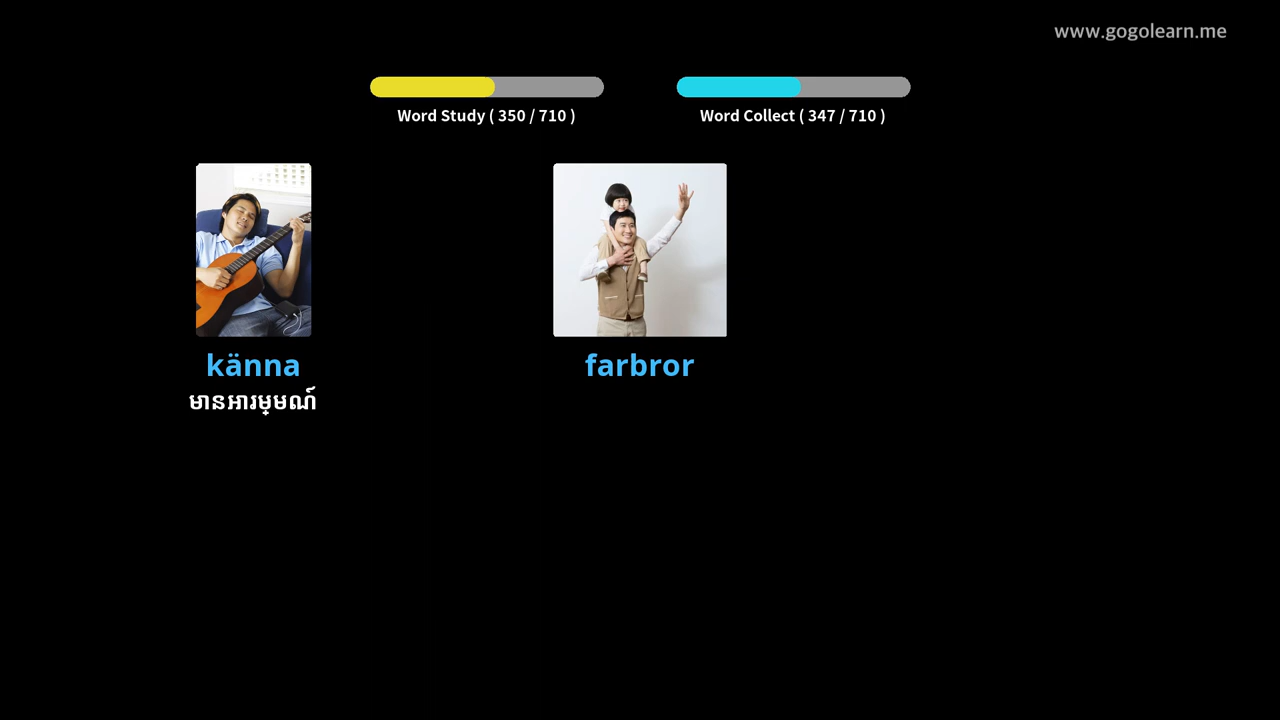 www.gogolearn.me
Word Study ( 350 / 710 )
Word Collect ( 347 / 710 )
känna
farbror
មានអារម្មណ៍